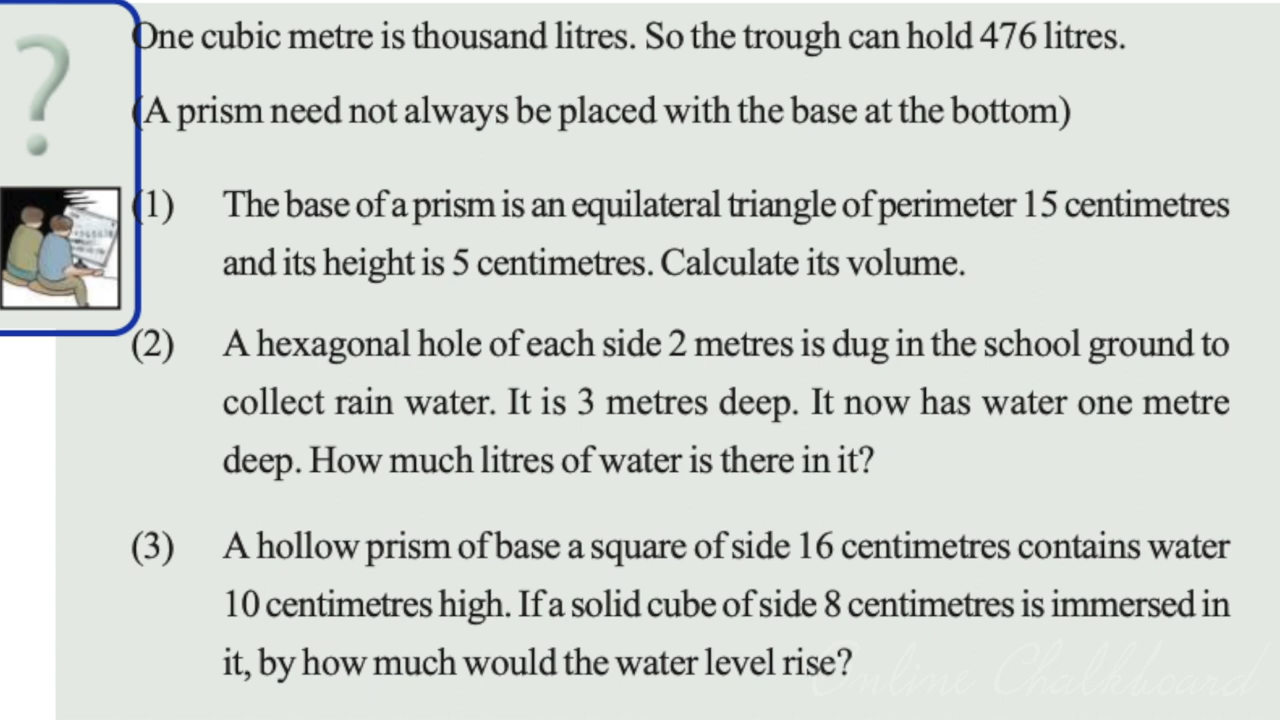 ?
One cubic metre is thousand litres. So the trough can hold 476 litres.
(A prism need not always be placed with the base at the bottom)
(1) The base of a prism is an equilateral triangle of perimeter 15 centimetres
and its height is 5 centimetres. Calculate its volume.
(2) A hexagonal hole of each side 2 metres is dug in the school ground to
collect rain water. It is 3 metres deep. It now has water one metre
deep. How much litres of water is there in it?
(3) A hollow prism of base a square of side 16 centimetres contains water
10 centimetres high. If a solid cube of side 8 centimetres is immersed in
it, by how much would the water level rise?
Online Chalkboard